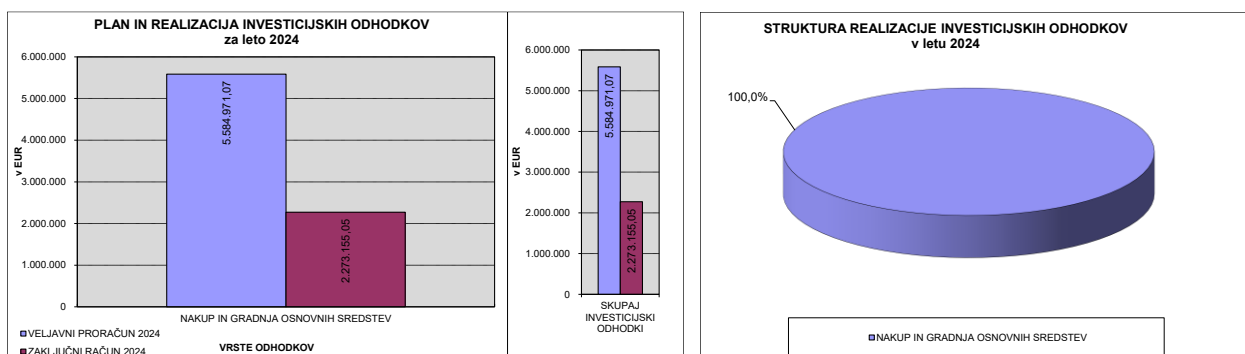 PLAN IN REALIZACIJA INVESTICIJSKIH ODHODKOV
za leto 2024
v EUR
6.000.000
5.000.000
4.000.000
3.000.000
2.000.000
1.000.000
0
5.584.971,07
2.273.155,05
NAKUP IN GRADNJA OSNOVNIH SREDSTEV
VELJAVNI PRORAČUN 2024
ZAKLJUČNI RAČUN 2024
VRSTE ODHODKOV
v EUR
6.000.000
5.000.000
4.000.000
3.000.000
2.000.000
1.000.000
0
5.584.971,07
2.273.155,05
SKUPAJ
INVESTICIJSKI
ODHODKI
STRUKTURA REALIZACIJE INVESTICIJSKIH ODHODKOV
v letu 2024
100,0%
NAKUP IN GRADNJA OSNOVNIH SREDSTEV